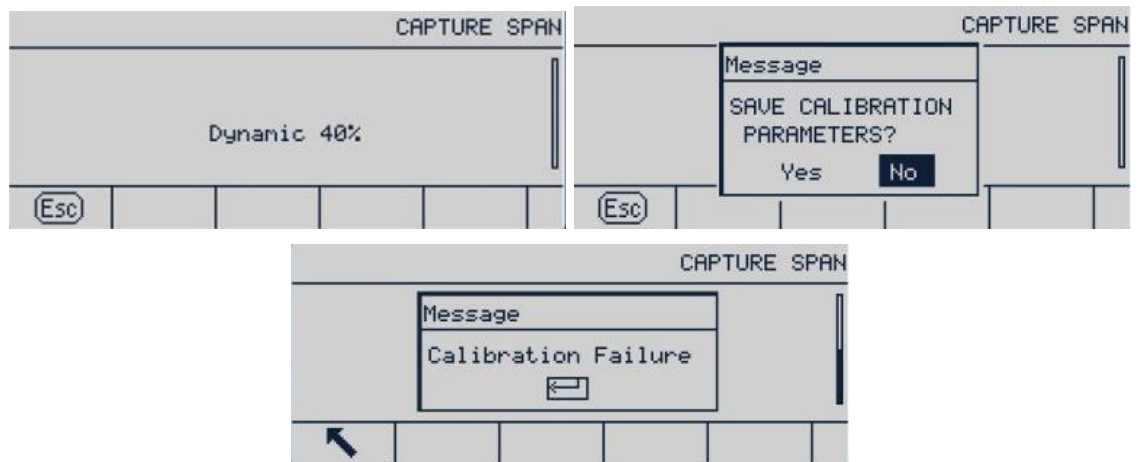 CAPTURE SPAN
Dynamic 40%
Esc
CAPTURE SPAN
Message
SAVE CALIBRATION
PARAMETERS?
Yes No
Esc
CAPTURE SPAN
Message
Calibration Failure